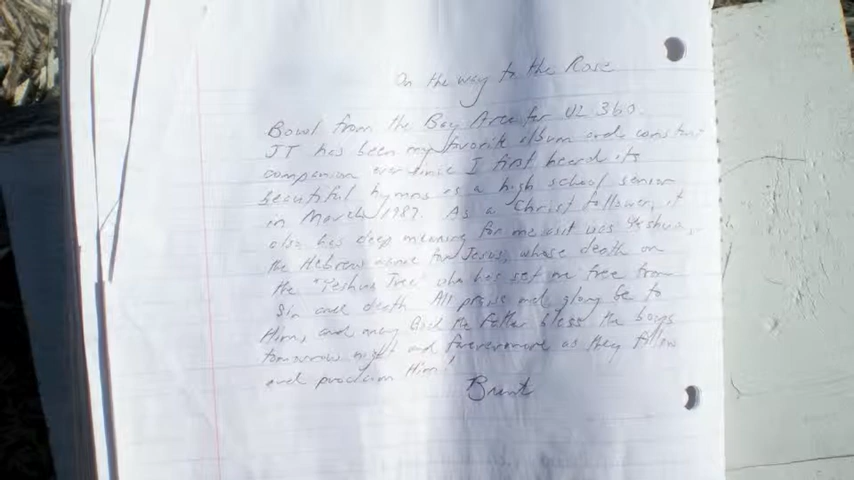 On the way to the Rose
Bowl from the Bay Area for U2 360.
JT has been my favorite album and constant
companion ever since I first heard its
beautiful hymns as a high school senior
in March 1987. As a Christ follower, it
also has deep meaning for me as it uses Yeshua,
the Hebrew name for Jesus, whose death on
the "Yeshua Tree" who has set me free from
Sin and death. All praise and glory be to
Him, and may God the Father bless the boys
tomorrow night and forevermore as they follow
and proclaim Him!
Brent